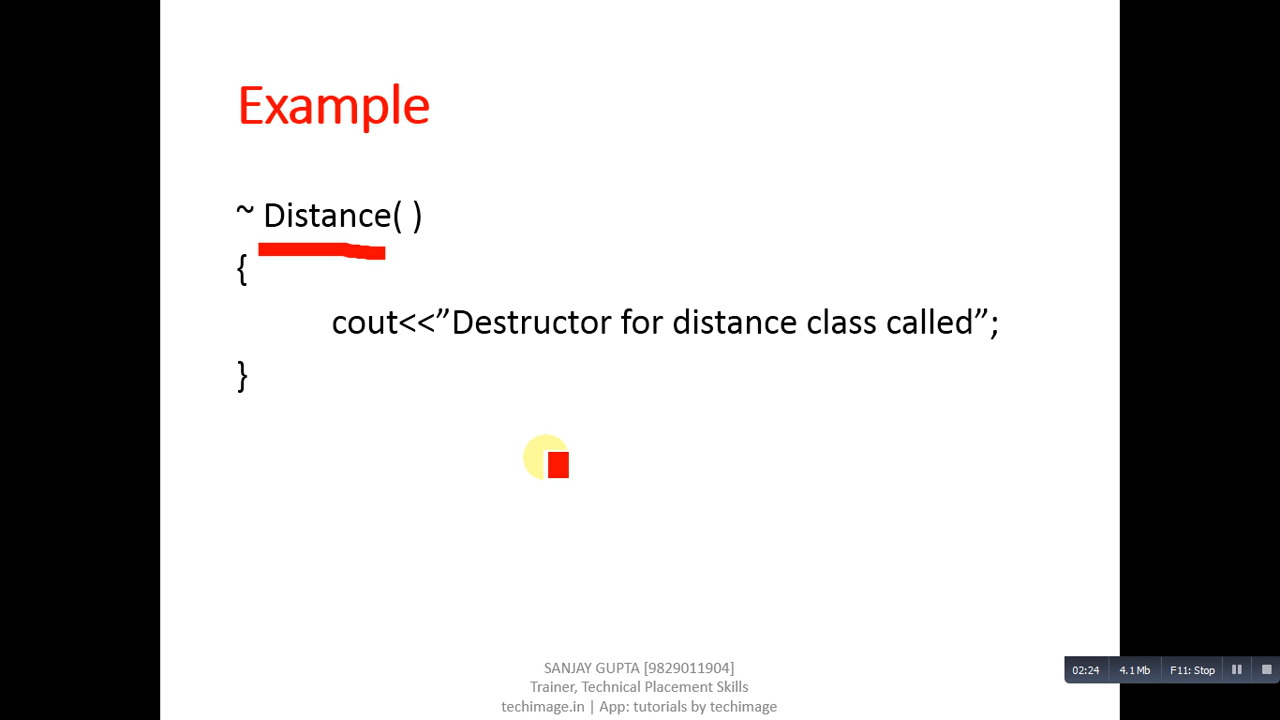 Example
~ Distance( )
{
cout<<”Destructor for distance class called”;
}
SANJAY GUPTA [9829011904]
Trainer, Technical Placement Skills
techimage.in | App: tutorials by techimage
02:24 4.1 Mb F11: Stop